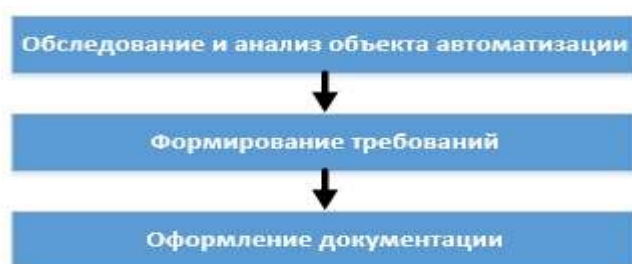 Обследование и анализ объекта автоматизации
Формирование требований
Оформление документации